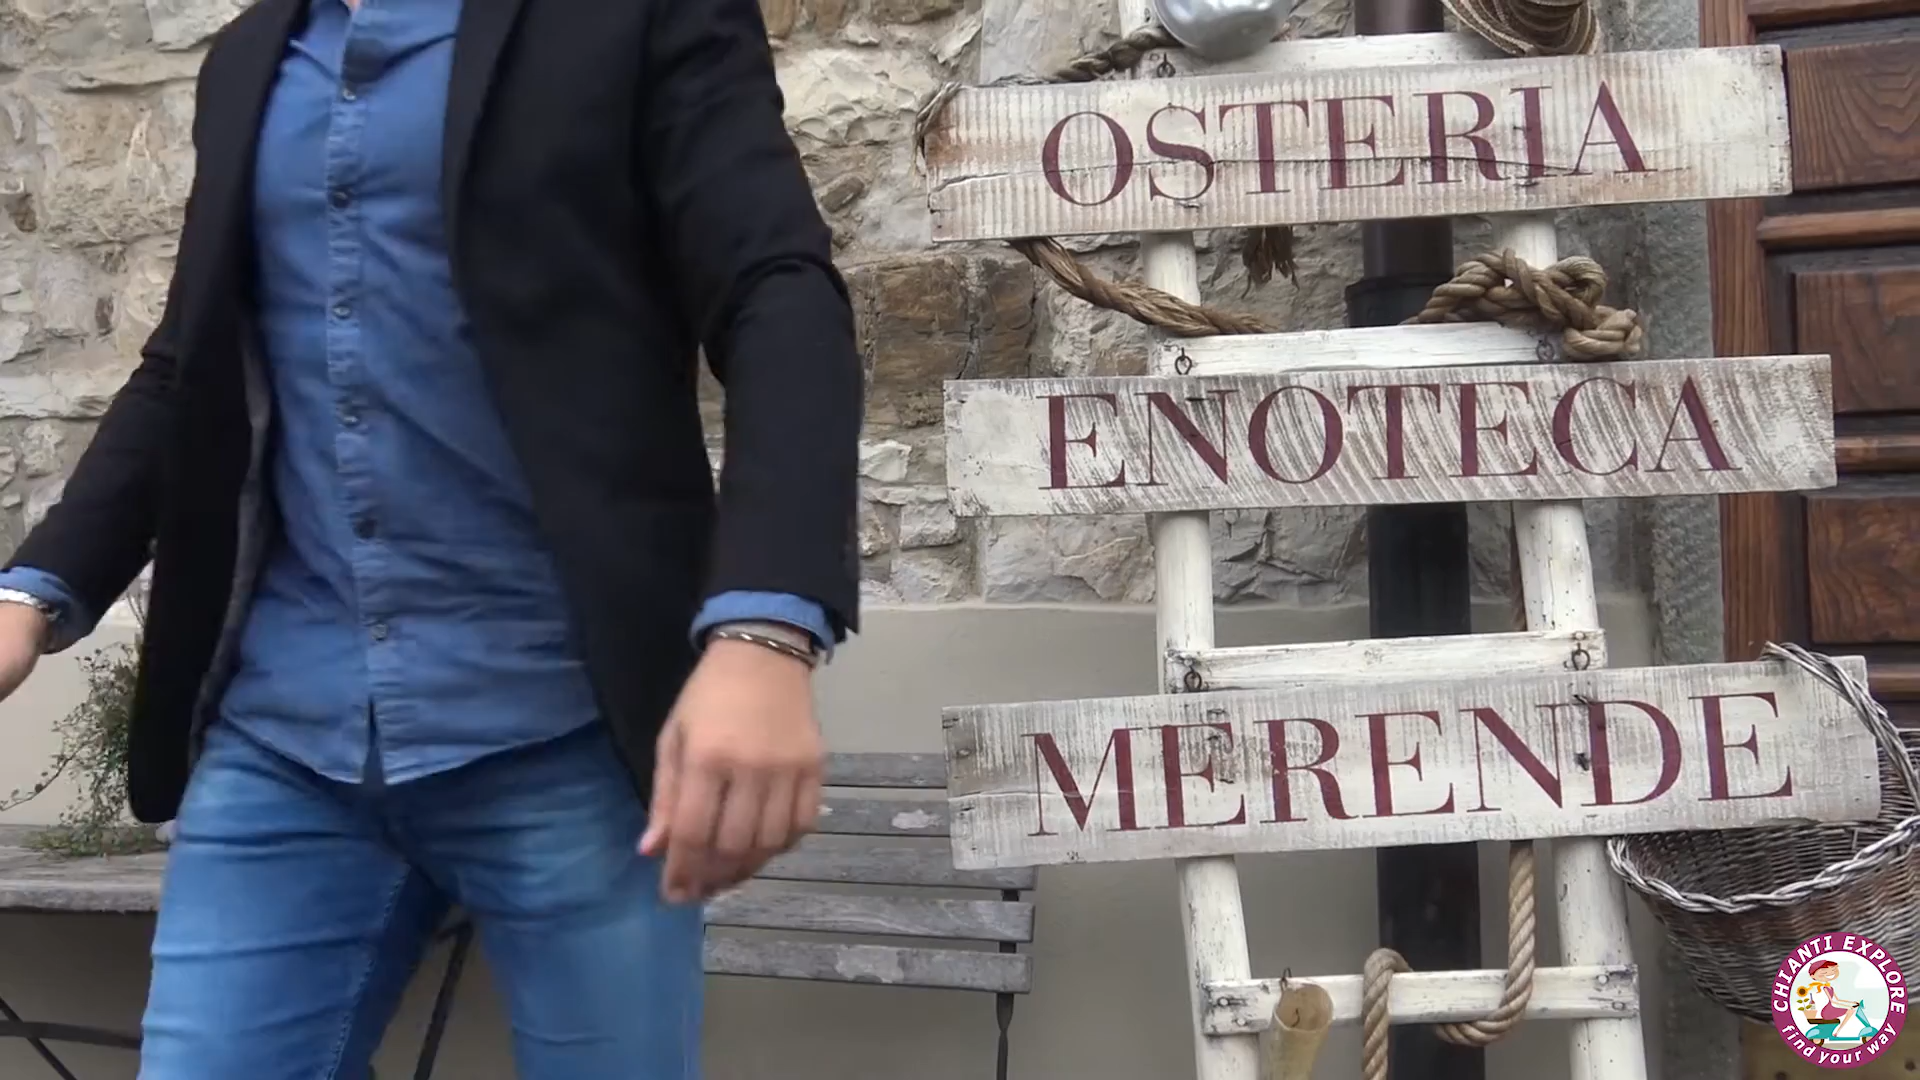 OSTERIA
ENOTECA
MERENDE
CHIANTI EXPLORE
find your way